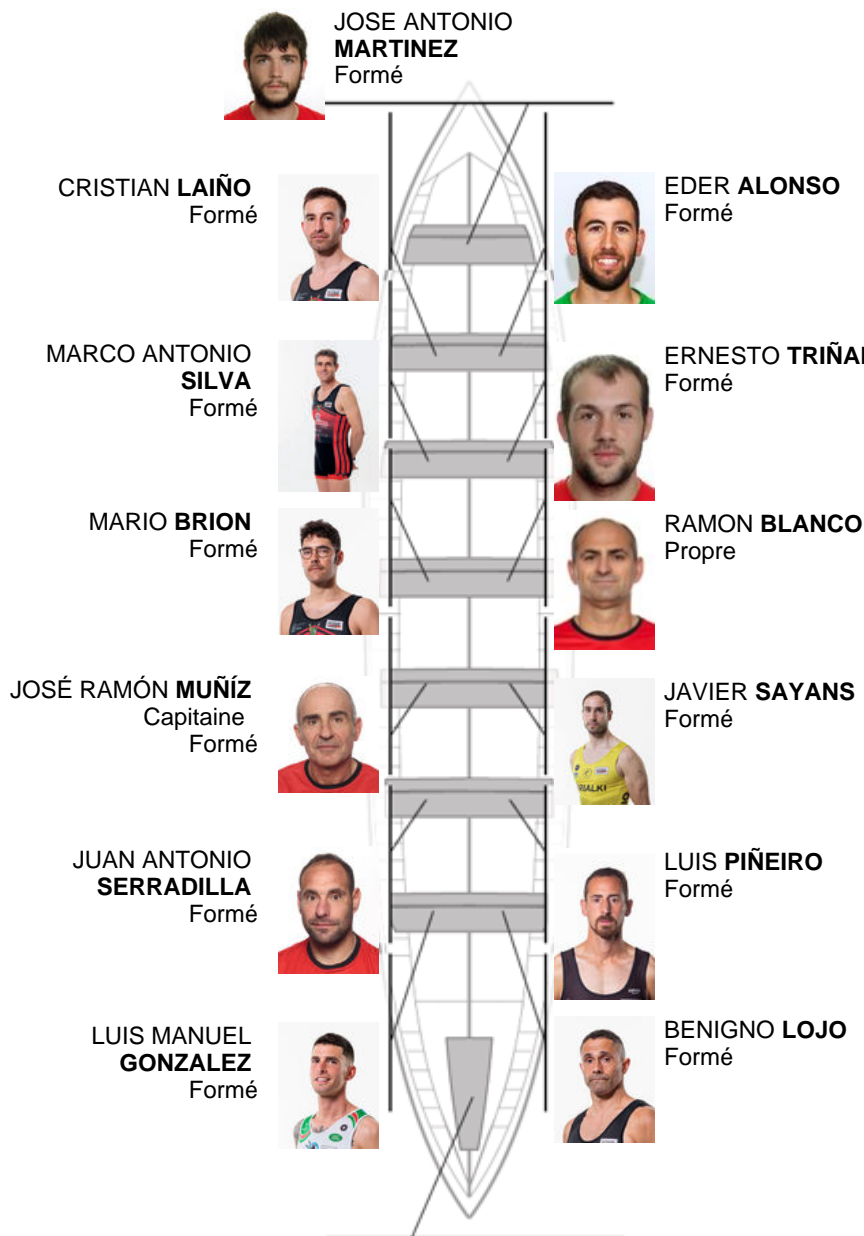 JOSE ANTONIO
MARTINEZ
Formé
CRISTIAN LAIÑO
Formé
EDER ALONSO
Formé
MARCO ANTONIO
SILVA
Formé
ERNESTO
Formé
MARIO BRION
Formé
RAMON BLANCO
Propre
JOSÉ RAMÓN MUÑÍZ
Capitaine
Formé
JAVIER SAYANS
Formé
JUAN ANTONIO
SERRADILLA
Formé
LUIS PIÑEIRO
Formé
LUIS MANUEL
GONZALEZ
Formé
BENIGNO LOJO
Formé